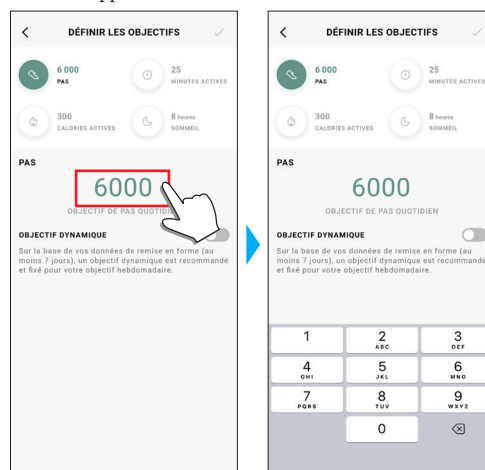 DÉFINIR LES OBJECTIFS
6 000
PAS
25
MINUTES ACTIVES
300
CALORIES ACTIVES
8 heures
SOMMEIL
PAS
6000
OBJECTIF DE PAS QUOTIDI
OBJECTIF DYNAMIQUE
Sur la base de vos données de remise en forme (au
moins 7 jours), un objectif dynamique est recommandé
et fixé pour votre objectif hebdomadaire.
DÉFINIR LES OBJECTIFS
6 000
PAS
25
MINUTES ACTIVES
300
CALORIES ACTIVES
8 heures
SOMMEIL
PAS
6000
OBJECTIF DE PAS QUOTIDIEN
OBJECTIF DYNAMIQUE
Sur la base de vos données de remise en forme (au
moins 7 jours), un objectif dynamique est recommandé
et fixé pour votre objectif hebdomadaire.
1
2
ABC
3
DEF
4
GHI
5
JKL
6
MNO
7
PQRS
8
TUV
9
WXYZ
0